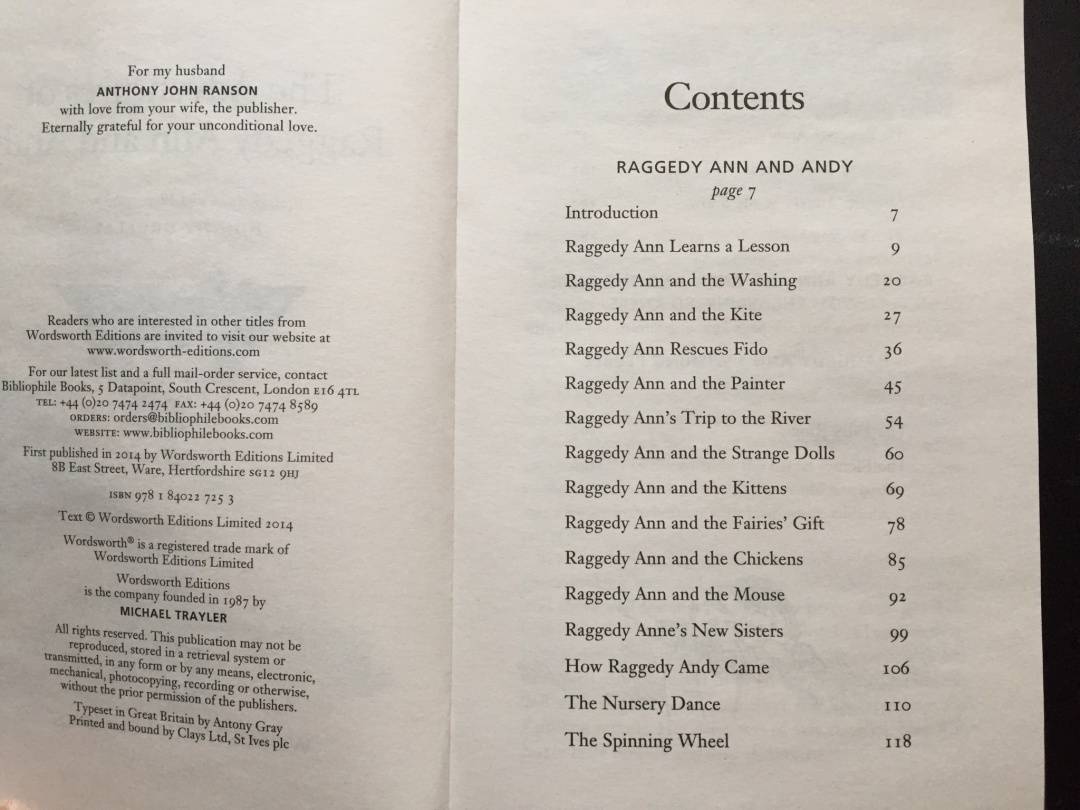 For my husband
ANTHONY JOHN RANSON
with love from your wife, the publisher.
Eternally grateful for your unconditional love.
Readers who are interested in other titles from
Wordsworth Editions are invited to visit our website at
www.wordsworth-editions.com
For our latest list and a full mail-order service, contact
Bibliophile Books, 5 Datapoint, South Crescent, London E16 4TL
TEL: +44 (0)20 7474 2474 FAX: +44 (0)20 7474 8589
ORDERS: orders@bibliophilebooks.com
WEBSITE: www.bibliophilebooks.com
First published in 2014 by Wordsworth Editions Limited
8B East Street, Ware, Hertfordshire SG12 9HJ
ISBN 978 1 84022 725 3
Text © Wordsworth Editions Limited 2014
Wordsworth® is a registered trade mark of
Wordsworth Editions Limited
Wordsworth Editions
is the company founded in 1987 by
MICHAEL TRAYLER
All rights reserved. This publication may not be
reproduced, stored in a retrieval system or
transmitted, in any form or by any means, electronic,
mechanical, photocopying, recording or otherwise,
without the prior permission of the publishers.
Typeset in Great Britain by Antony Gray
Printed and bound by Clays Ltd, St Ives plc
Contents
RAGGEDY ANN AND ANDY
page 7
Introduction 7
Raggedy Ann Learns a Lesson 9
Raggedy Ann and the Washing 20
Raggedy Ann and the Kite 27
Raggedy Ann Rescues Fido 36
Raggedy Ann and the Painter 45
Raggedy Ann's Trip to the River 54
Raggedy Ann and the Strange Dolls 60
Raggedy Ann and the Kittens 69
Raggedy Ann and the Fairies' Gift 78
Raggedy Ann and the Chickens 85
Raggedy Ann and the Mouse 92
Raggedy Anne's New Sisters 99
How Raggedy Andy Came 106
The Nursery Dance 110
The Spinning Wheel 118